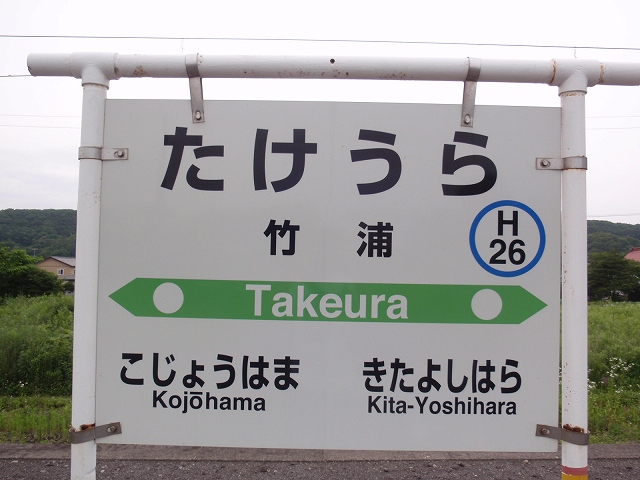 たけうら
竹浦
H
26
Takeura
こじょうはま
Kojōhama
きたよしはら
Kita-Yoshihara